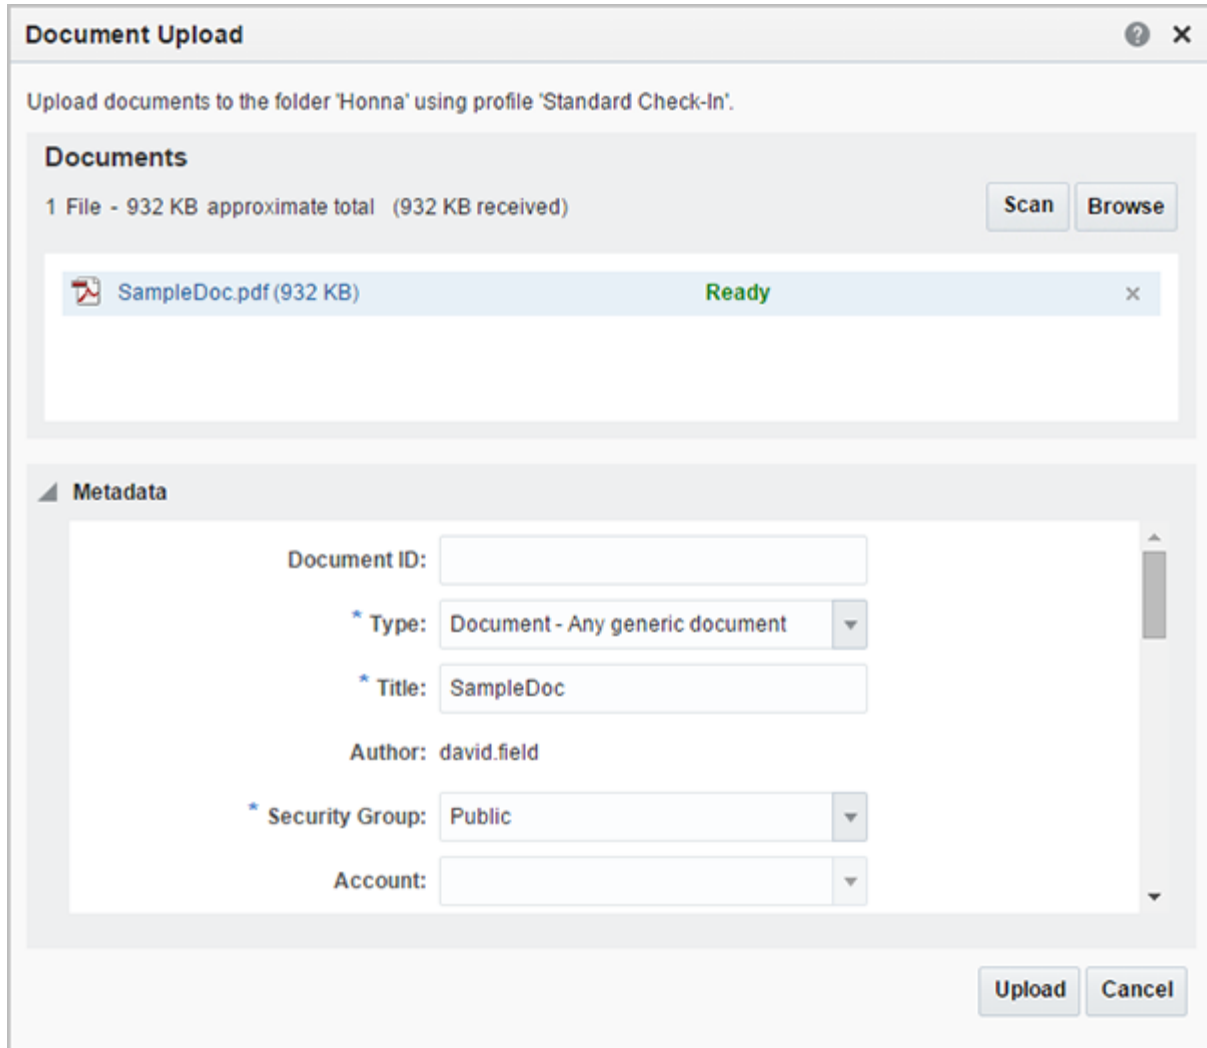 Document Upload
Upload documents to the folder 'Honna' using profile 'Standard Check-In'.
Documents
1 File - 932 KB approximate total (932 KB received)
Scan Browse
SampleDoc.pdf (932 KB) Ready
Metadata
Document ID:
* Type: Document - Any generic document
* Title: SampleDoc
Author: david.field
* Security Group: Public
Account:
Upload Cancel